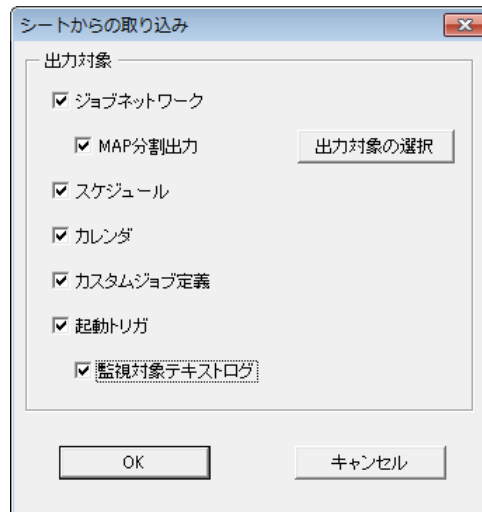 シートからの取り込み
出力対象
ジョブネットワーク
MAP分割出力
出力対象の選択
スケジュール
カレンダ
カスタムジョブ定義
起動トリガ
監視対象テキストログ
OK
キャンセル